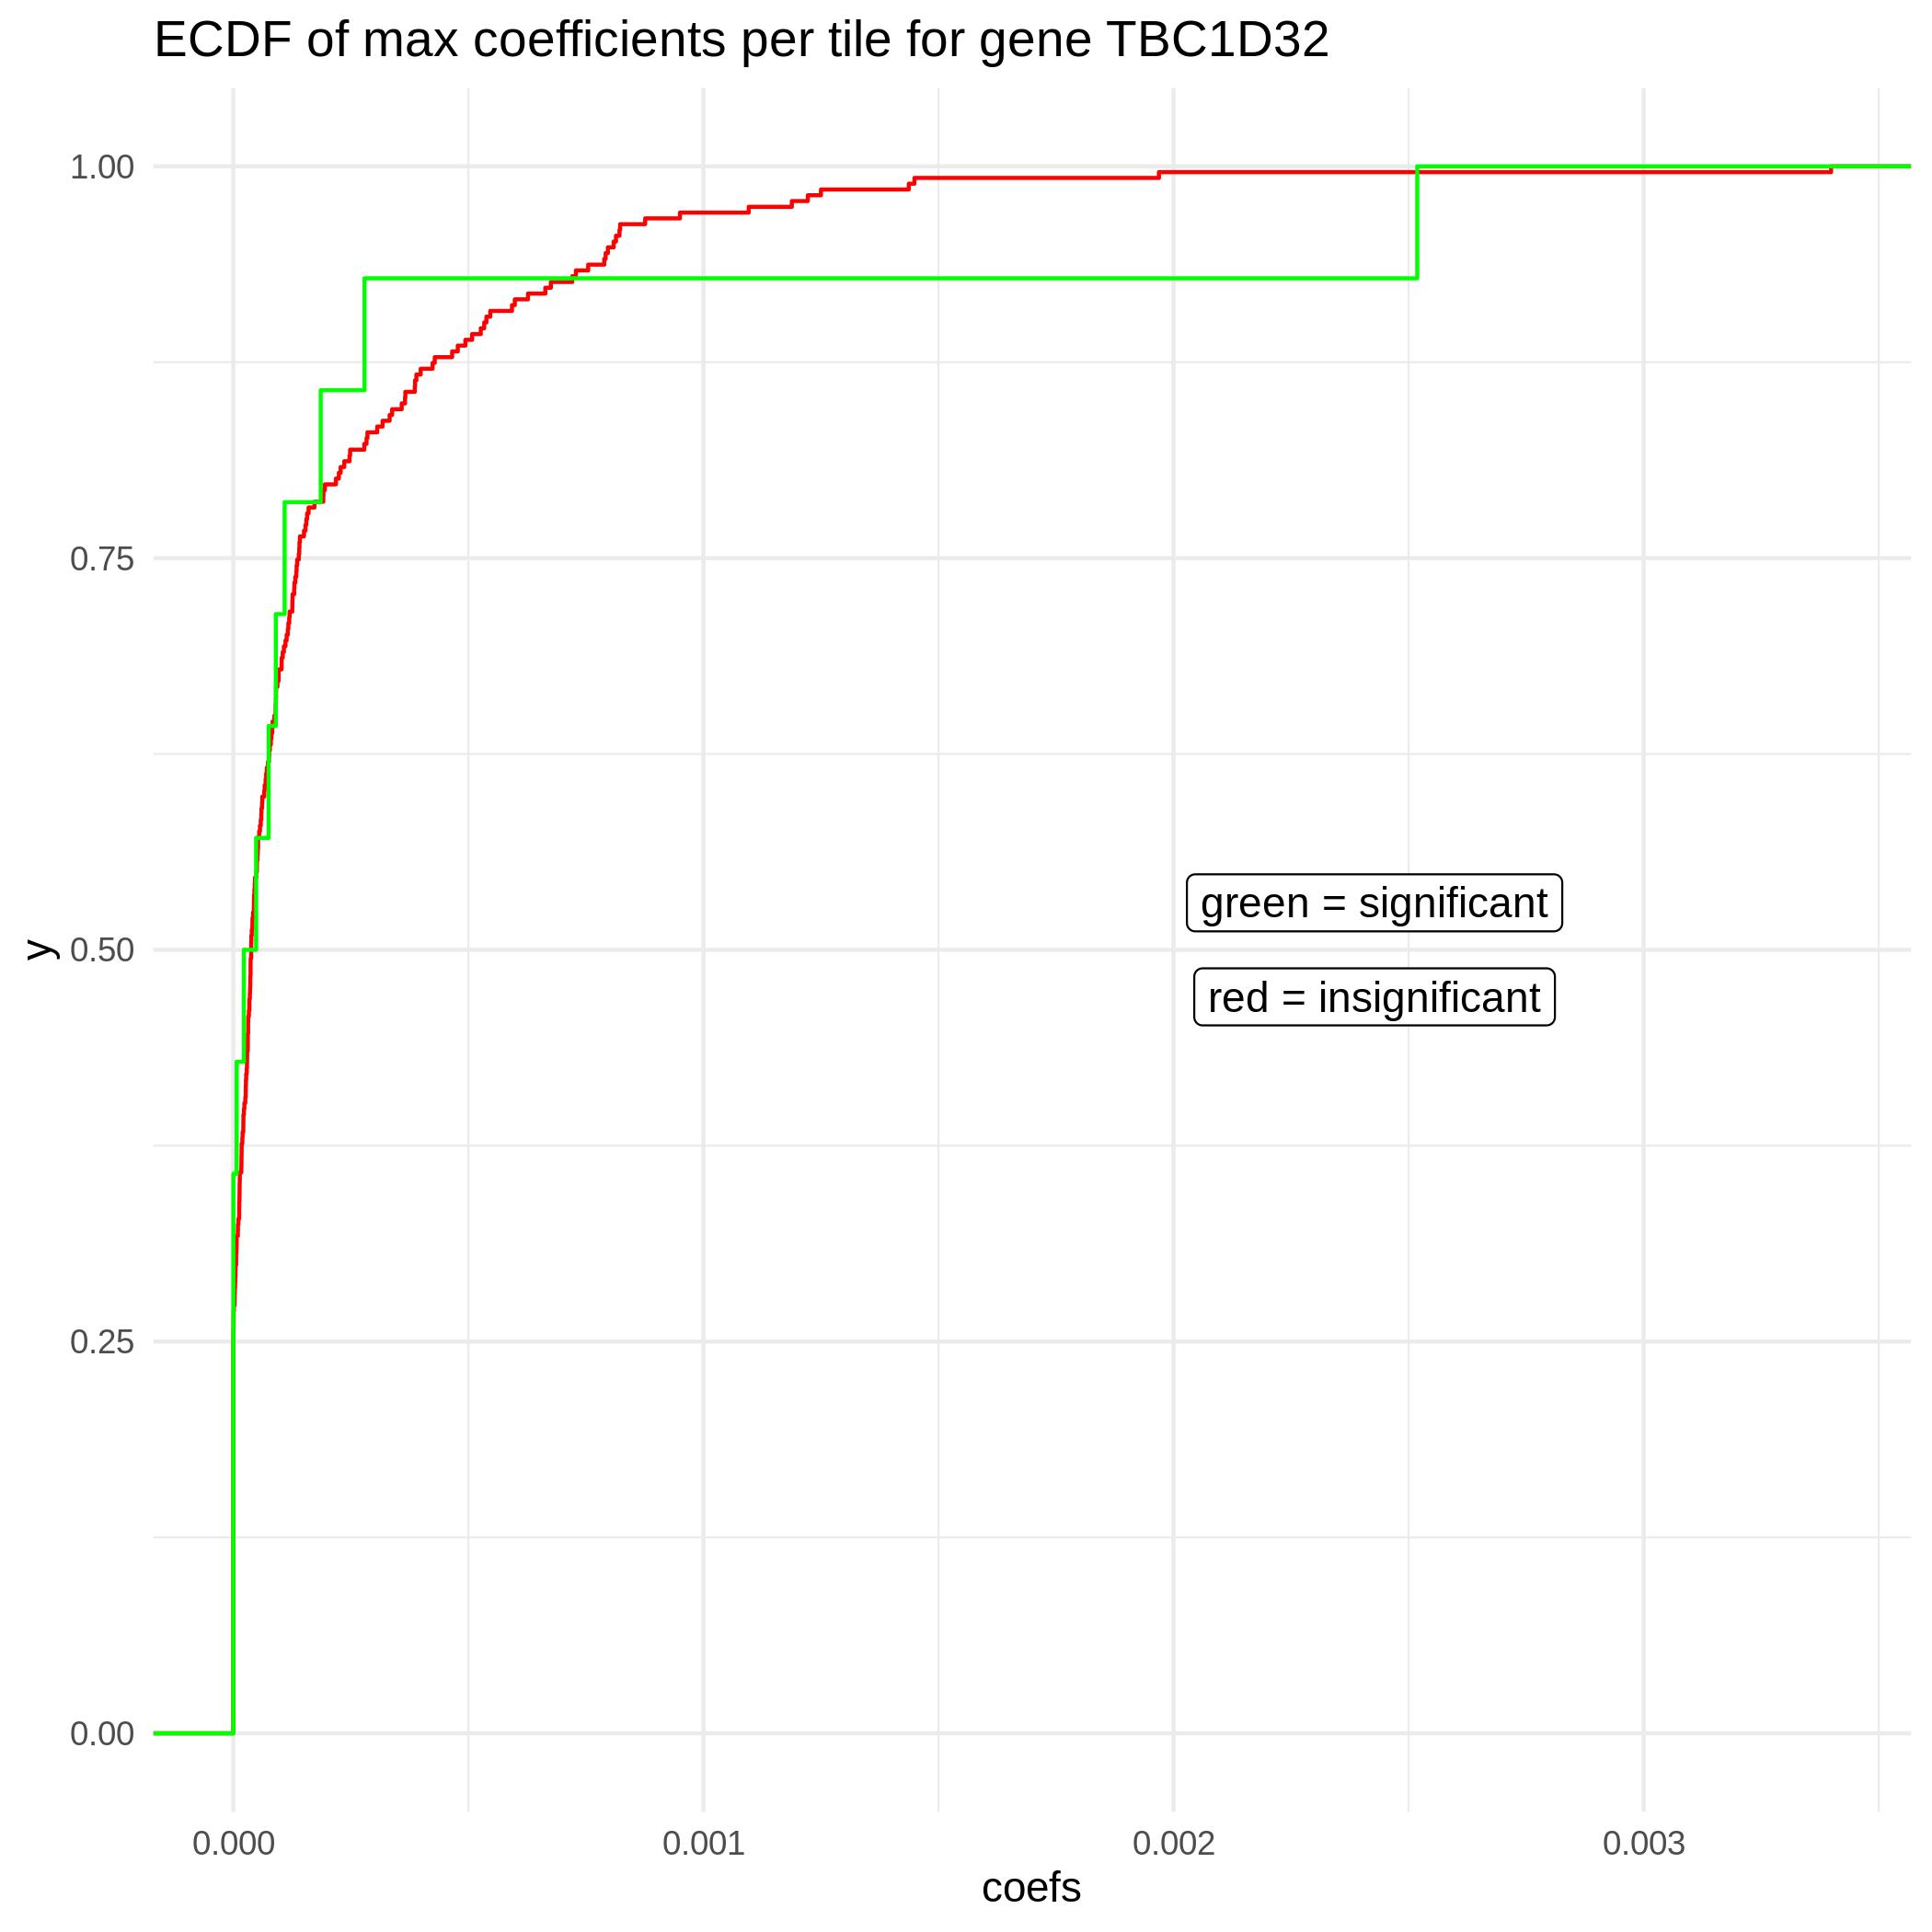 ECDF of max coefficients per tile for gene TBC1D32
1.00
0.75
0.50
0.25
0.00
y
green = significant
red = insignificant
0.000 0.001 0.002 0.003
coefs